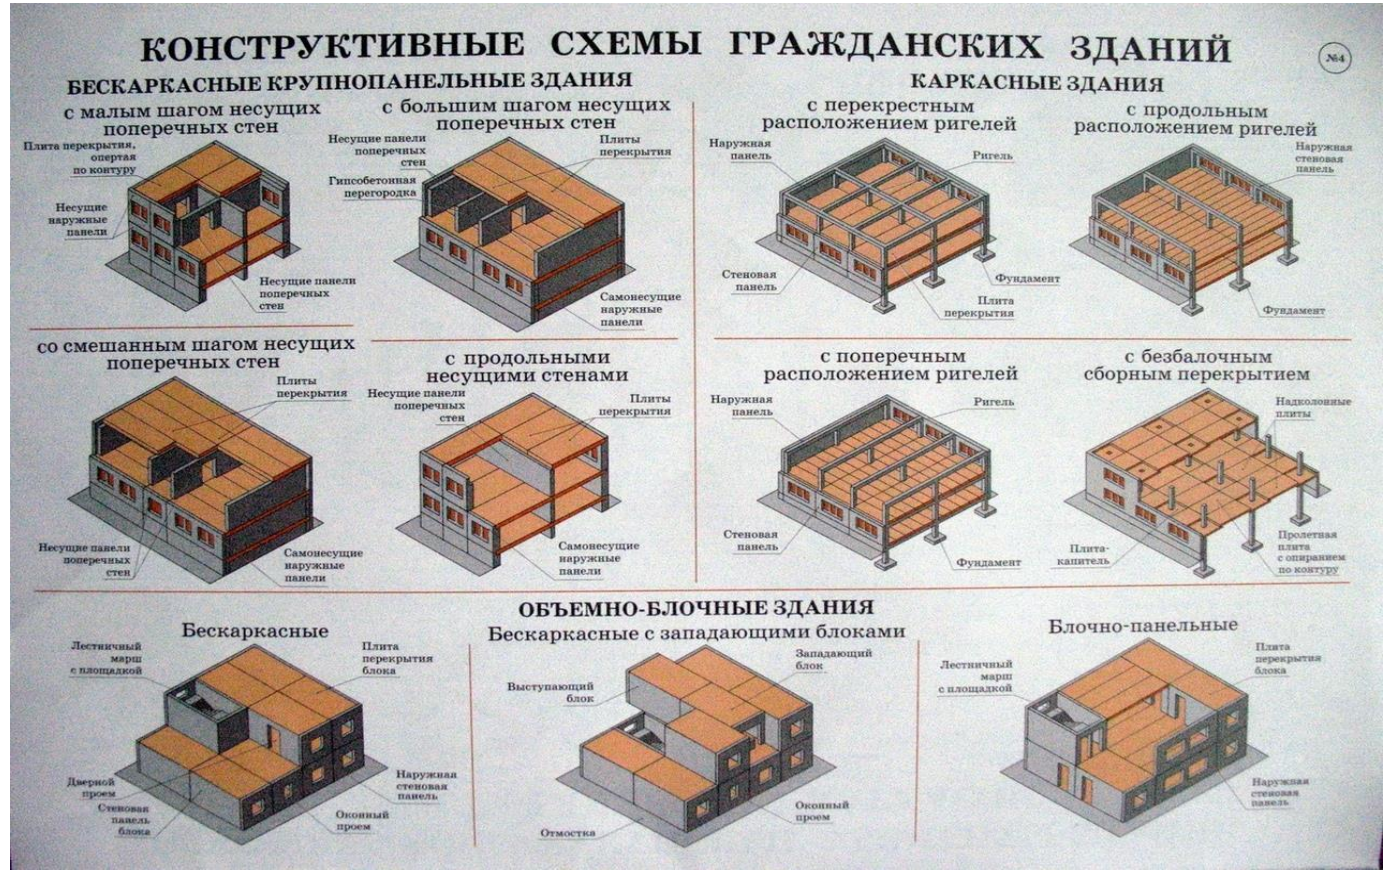 КОНСТРУКТИВНЫЕ СХЕМЫ ГРАЖДАНСКИХ ЗДАНИЙ
№4
БЕСКАРКАСНЫЕ КРУПНОПАНЕЛЬНЫЕ ЗДАНИЯ
с малым шагом несущих
поперечных стен
Плита перекрытия,
опертая
по контуру
Несущие
наружные
панели
Несущие панели
поперечных
стен
с большим шагом несущих
поперечных стен
Несущие панели
поперечных
стен
Гипсобетонная
перегородка
Плиты
перекрытия
Самонесущие
наружные
панели
со смешанным шагом несущих
поперечных стен
Плиты
перекрытия
Несущие панели
поперечных
стен
Самонесущие
наружные
панели
с продольными
несущими стенами
Несущие панели
поперечных
стен
Плиты
перекрытия
Самонесущие
наружные
панели
КАРКАСНЫЕ ЗДАНИЯ
с перекрестным
расположением ригелей
Наружная
панель
Ригель
Стеновая
панель
Фундамент
Плита
перекрытия
с продольным
расположением ригелей
Наружная
стеновая
панель
Фундамент
с поперечным
расположением ригелей
Наружная
панель
Ригель
Стеновая
панель
Фундамент
с безбалочным
сборным перекрытием
Надколонные
плиты
Плита-
капитель
Пролетная
плита
с опиранием
по контуру
ОБЪЕМНО-БЛОЧНЫЕ ЗДАНИЯ
Бескаркасные
Лестничный
марш
с площадкой
Плита
перекрытия
блока
Дверной
проем
Стеновая
панель
блока
Наружная
стеновая
панель
Оконный
проем
Бескаркасные с западающими блоками
Выступающий
блок
Западающий
блок
Отмостка
Оконный
проем
Блочно-панельные
Лестничный
марш
с площадкой
Плита
перекрытия
блока
Наружная
стеновая
панель